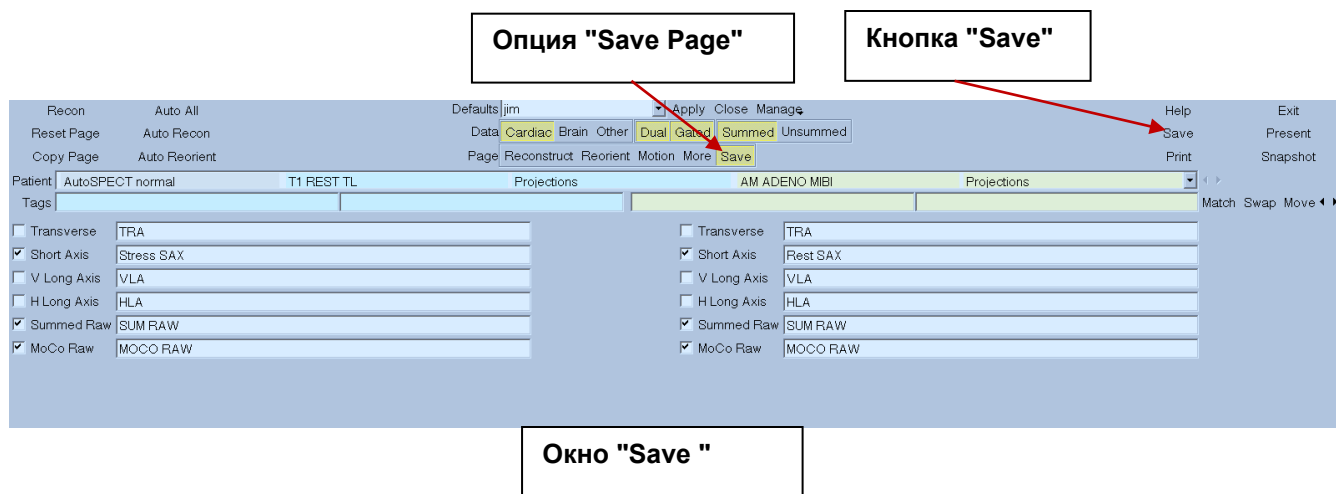 Опция "Save Page"
Кнопка "Save"
Recon Auto All Defaults jim Apply Close Manage Help Exit
Reset Page Auto Recon Data Cardiac Brain Other Dual Gated Summed Unsummed Save Present
Copy Page Auto Reorient Page Reconstruct Reorient Motion More Save Print Snapshot
Patient AutoSPECT normal T1 REST TL Projections AM ADENO MIBI Projections
Tags Match Swap Move
Transverse TRA Transverse TRA
Short Axis Stress SAX Short Axis Rest SAX
V Long Axis VLA V Long Axis VLA
H Long Axis HLA H Long Axis HLA
Summed Raw SUM RAW Summed Raw SUM RAW
MoCo Raw MOCO RAW MoCo Raw MOCO RAW
Окно "Save "